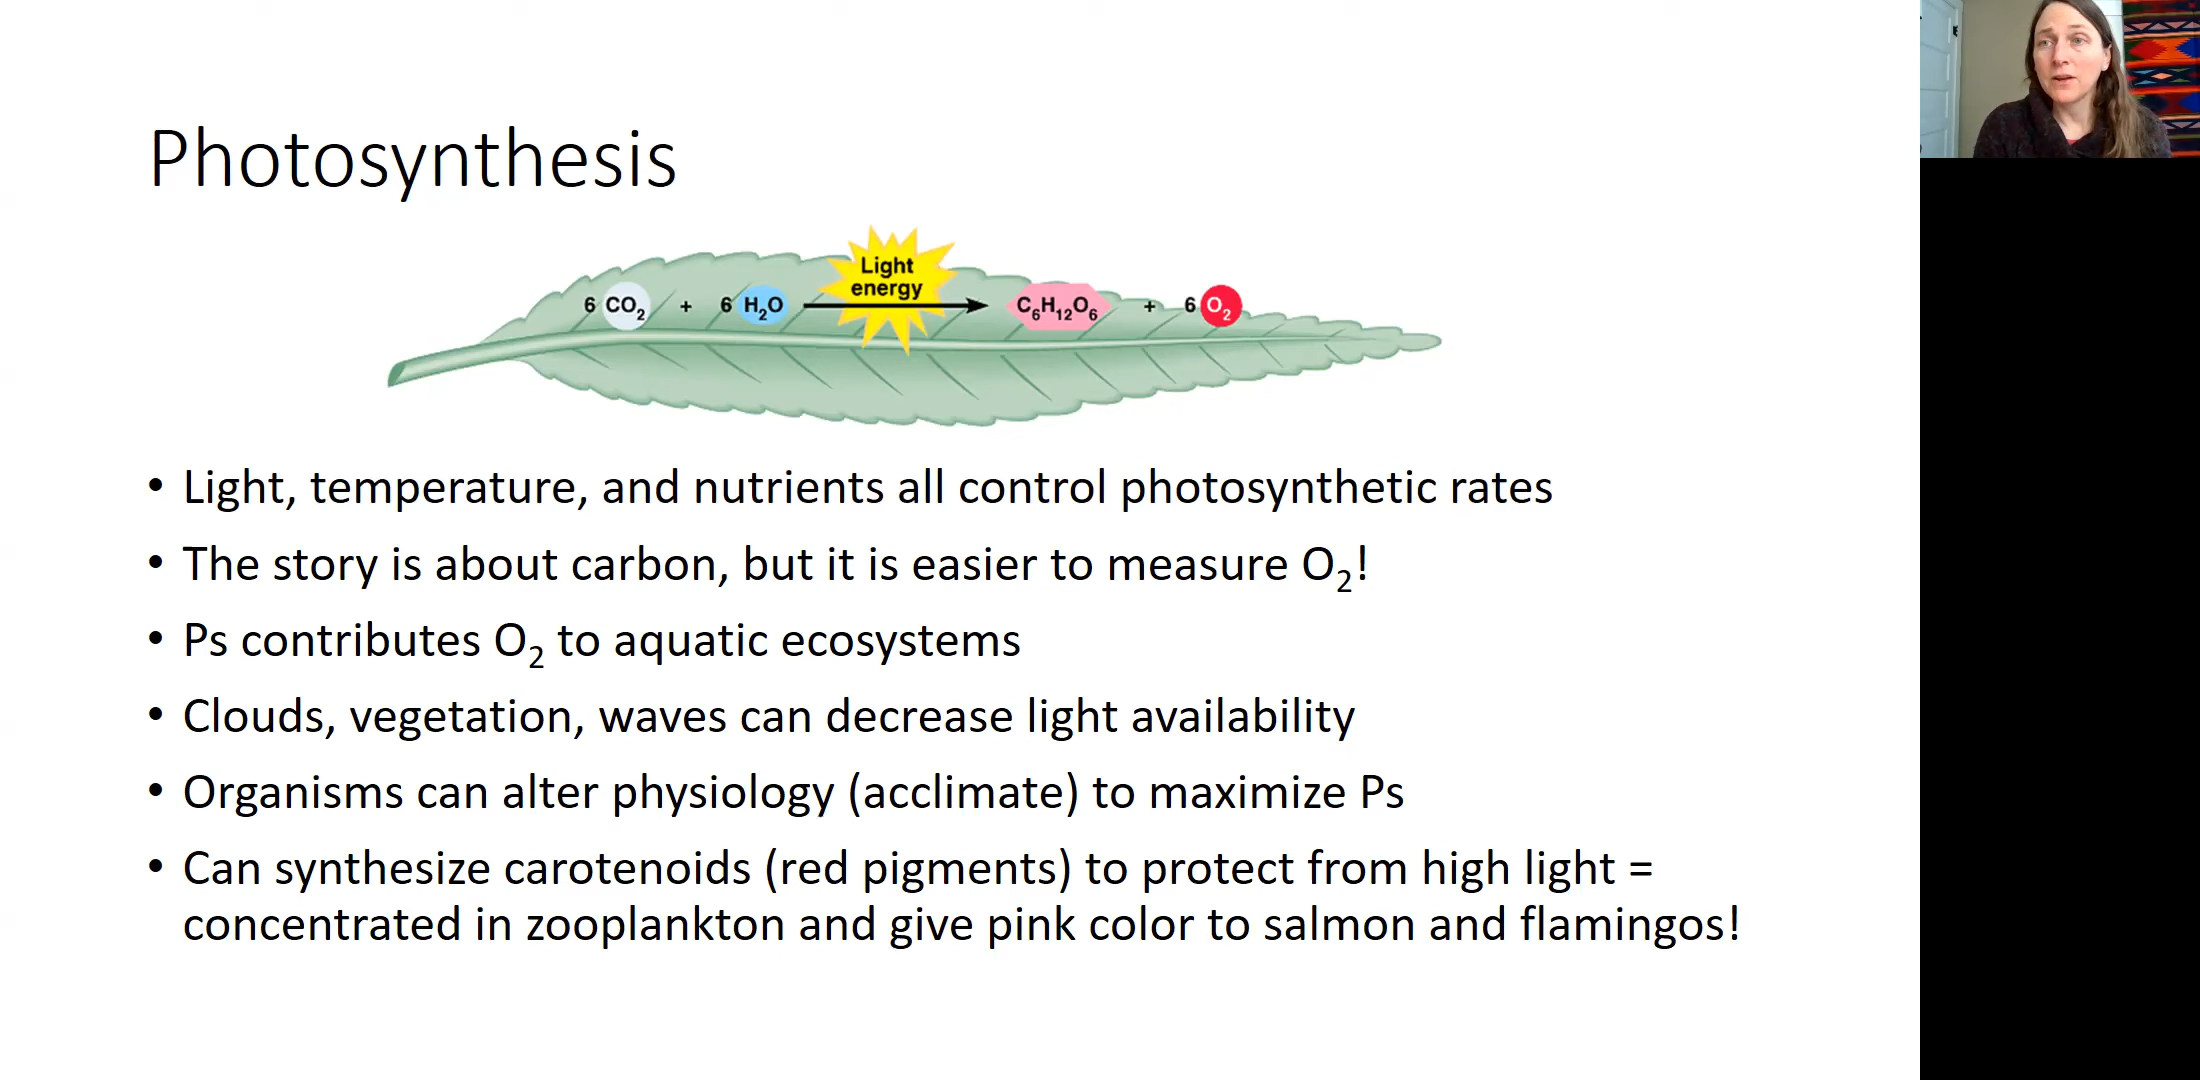 Photosynthesis
6 CO₂ + 6 H₂O Light energy C₆H₁₂O₆ + 6 O₂
• Light, temperature, and nutrients all control photosynthetic rates
• The story is about carbon, but it is easier to measure O₂!
• Ps contributes O₂ to aquatic ecosystems
• Clouds, vegetation, waves can decrease light availability
• Organisms can alter physiology (acclimate) to maximize Ps
• Can synthesize carotenoids (red pigments) to protect from high light =
concentrated in zooplankton and give pink color to salmon and flamingos!